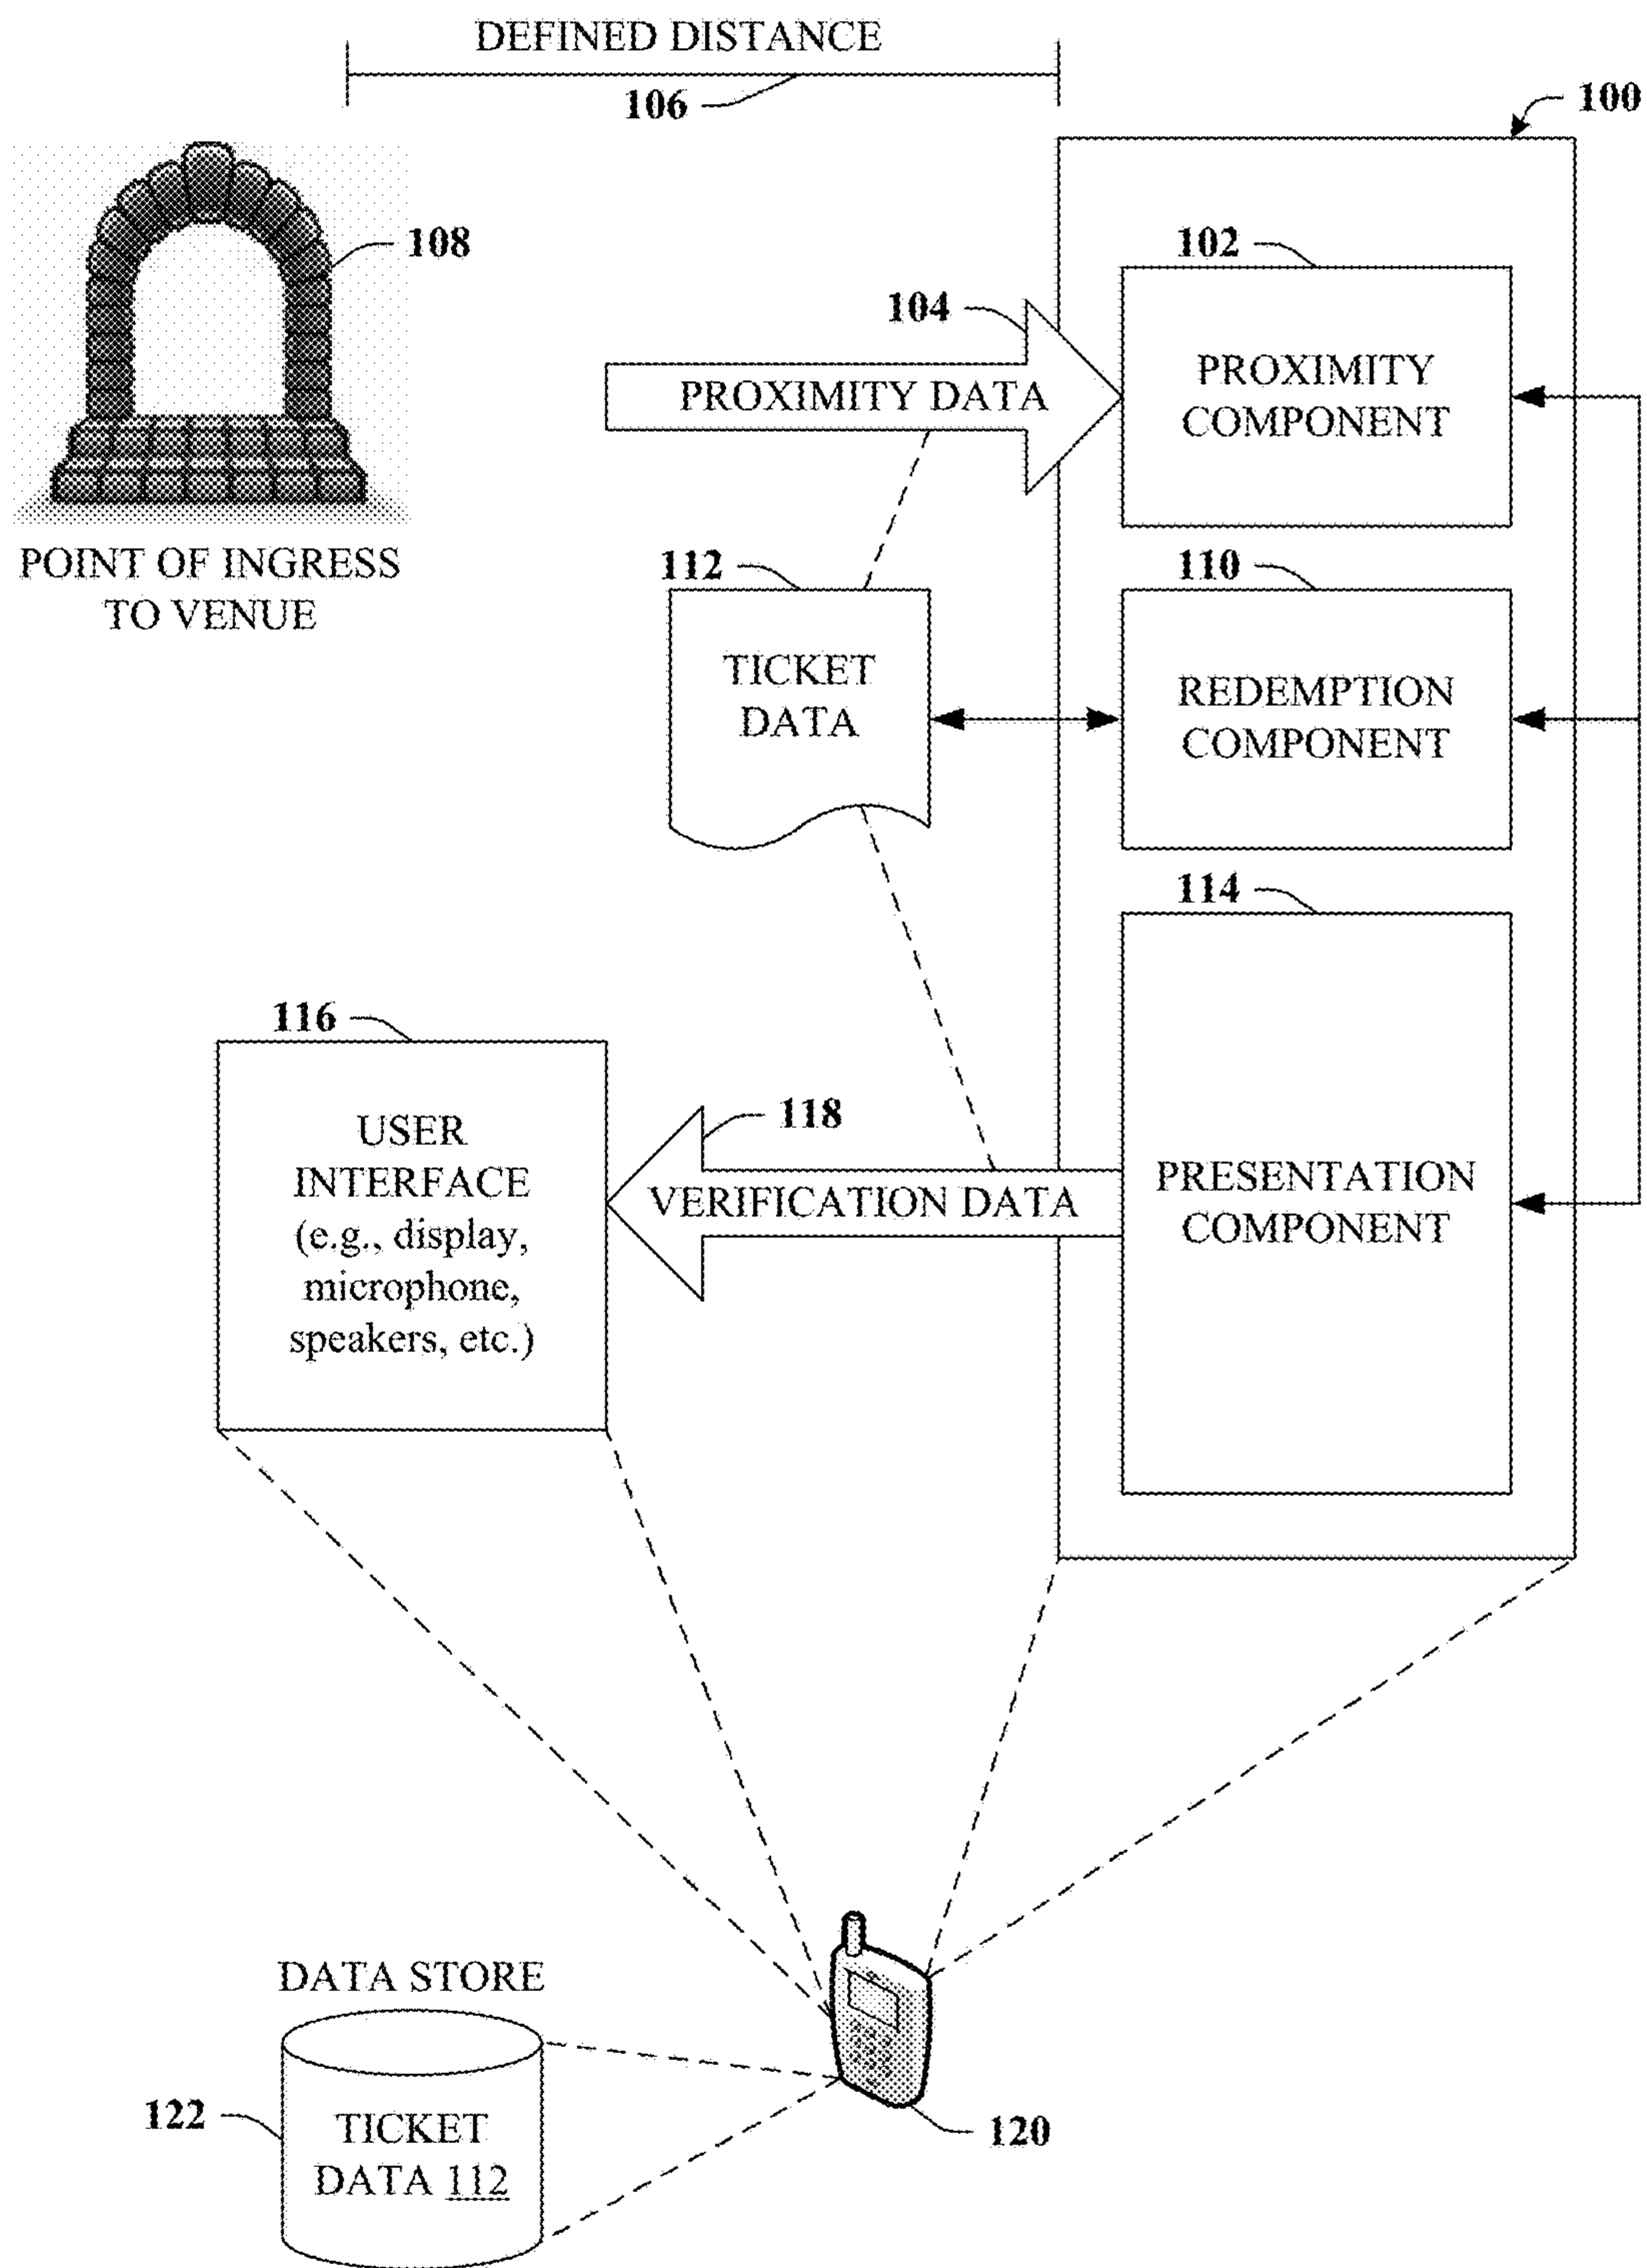 DEFINED DISTANCE
106
100
108
102
104
PROXIMITY DATA
PROXIMITY
COMPONENT
POINT OF INGRESS
TO VENUE
112
110
TICKET
DATA
REDEMPTION
COMPONENT
114
116
USER
INTERFACE
(e.g., display,
microphone,
speakers, etc.)
118
VERIFICATION DATA
PRESENTATION
COMPONENT
DATA STORE
122
TICKET
DATA 112
120